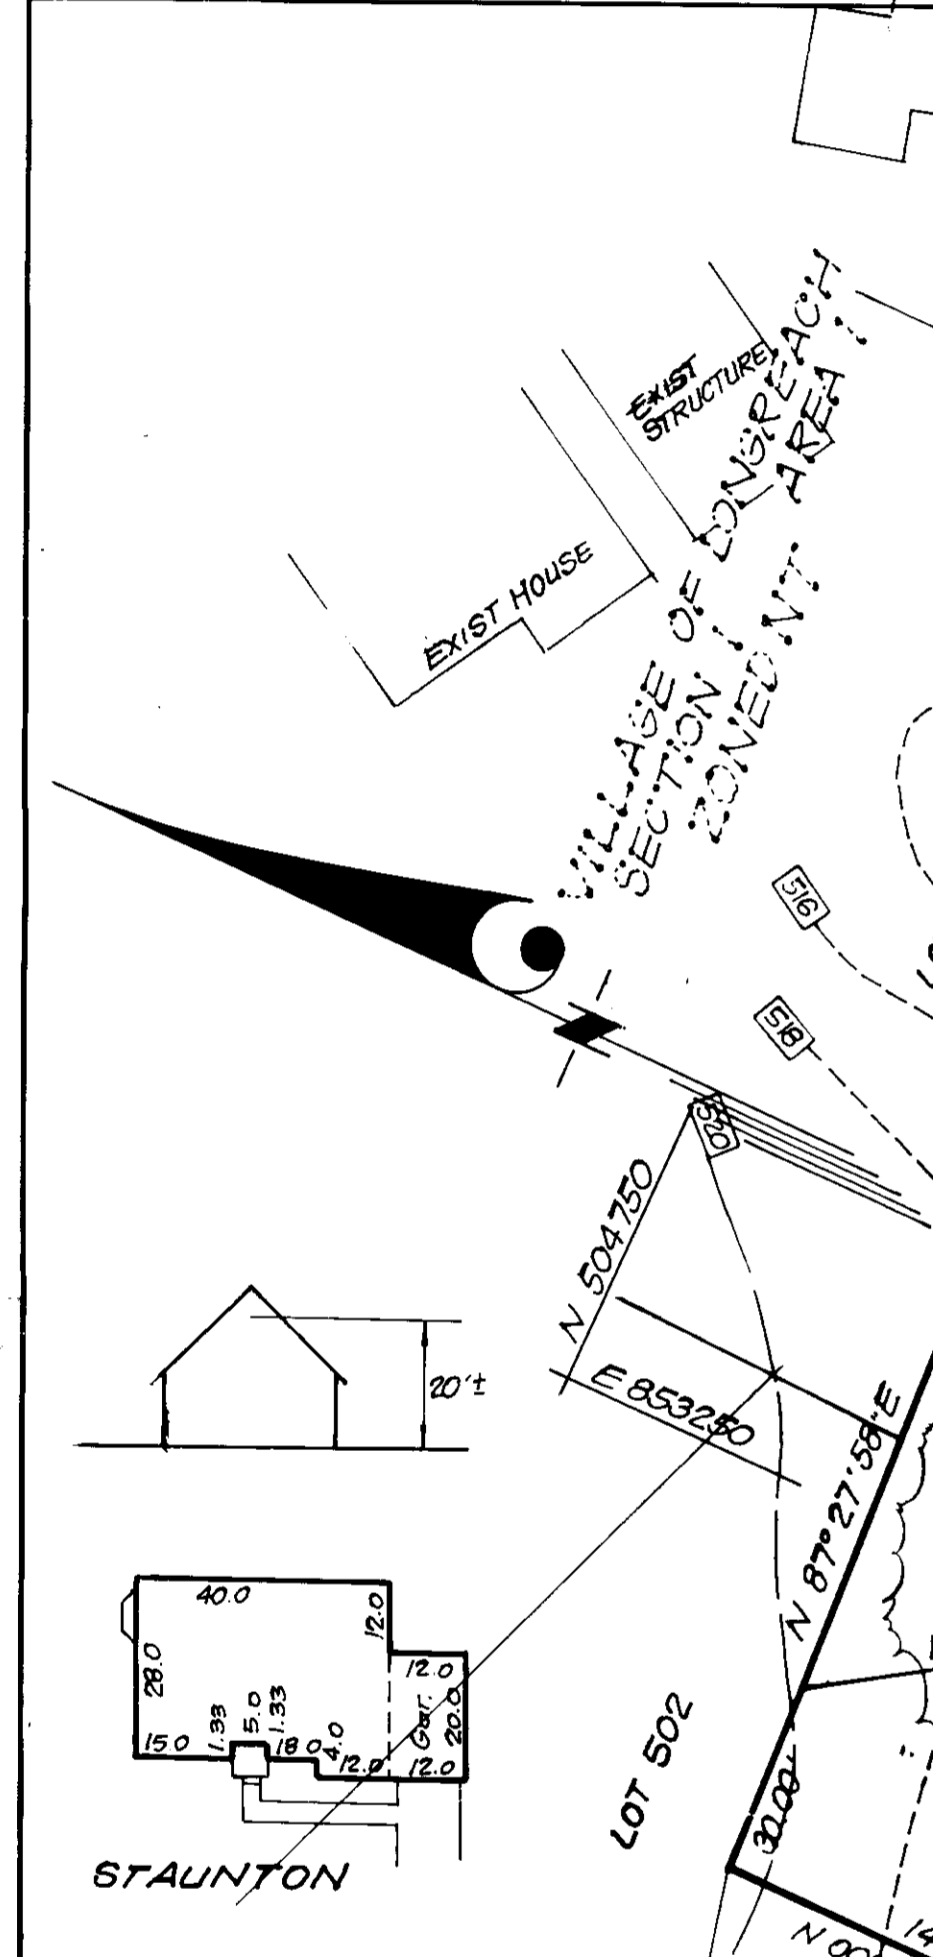 EXIST
STRUCTURE
VILLAGE OF LONGREACH
SECTION 1 AREA 1
ZONED NT
EXIST HOUSE
516
518
520
N 504750
E 853250
20'±
N 87° 27' 58" E
40.0
12.0
28.0
12.0
1.33
5.0
1.33
Gar.
20.0
15.0
18.0
4.0
12.0
12.0
LOT 502
30.00
STAUNTON